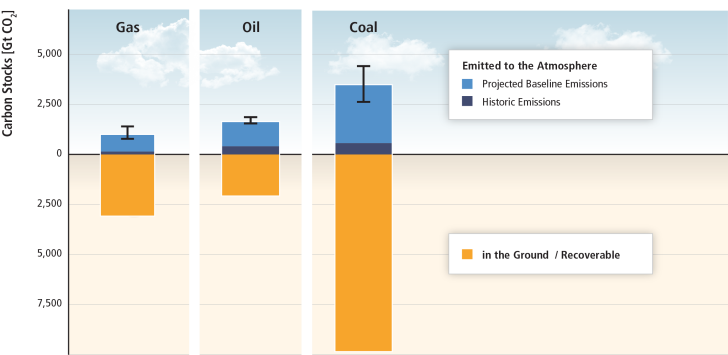 Carbon Stocks [Gt CO₂]
Gas
Oil
Coal
5,000
2,500
0
2,500
5,000
7,500
Emitted to the Atmosphere
Projected Baseline Emissions
Historic Emissions
in the Ground / Recoverable